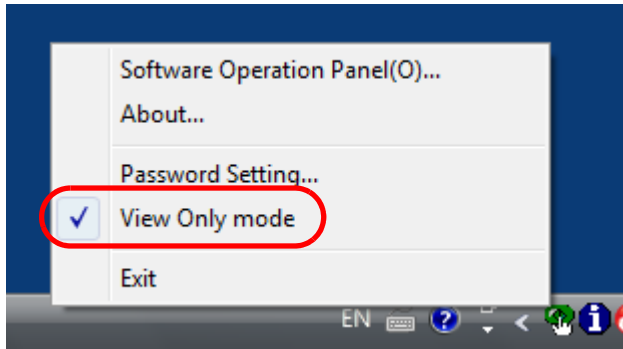 Software Operation Panel(O)...
About...
Password Setting...
View Only mode
Exit
EN